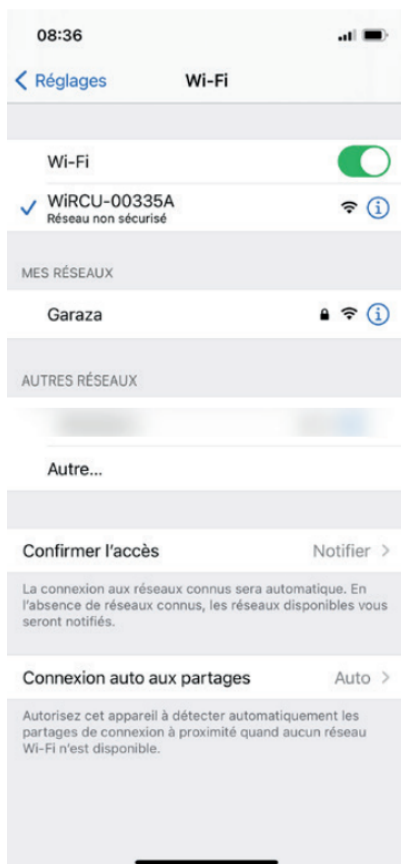 08:36
Réglages Wi-Fi
Wi-Fi
WiRCU-00335A
Réseau non sécurisé
MES RÉSEAUX
Garaza
AUTRES RÉSEAUX
Autre...
Confirmer l'accès Notifier
La connexion aux réseaux connus sera automatique. En
l'absence de réseaux connus, les réseaux disponibles vous
seront notifiés.
Connexion auto aux partages Auto
Autorisez cet appareil à détecter automatiquement les
partages de connexion à proximité quand aucun réseau
Wi-Fi n'est disponible.